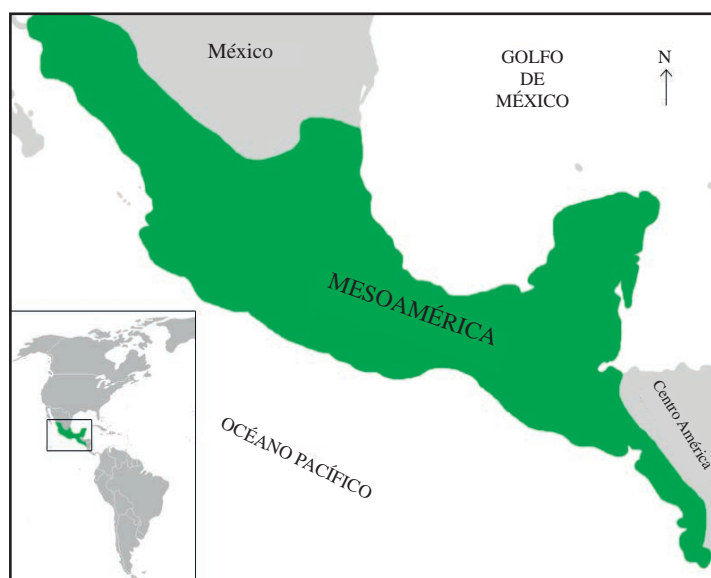 México
GOLFO
DE
MÉXICO
N
MESOAMÉRICA
Centro América
OCÉANO PACÍFICO